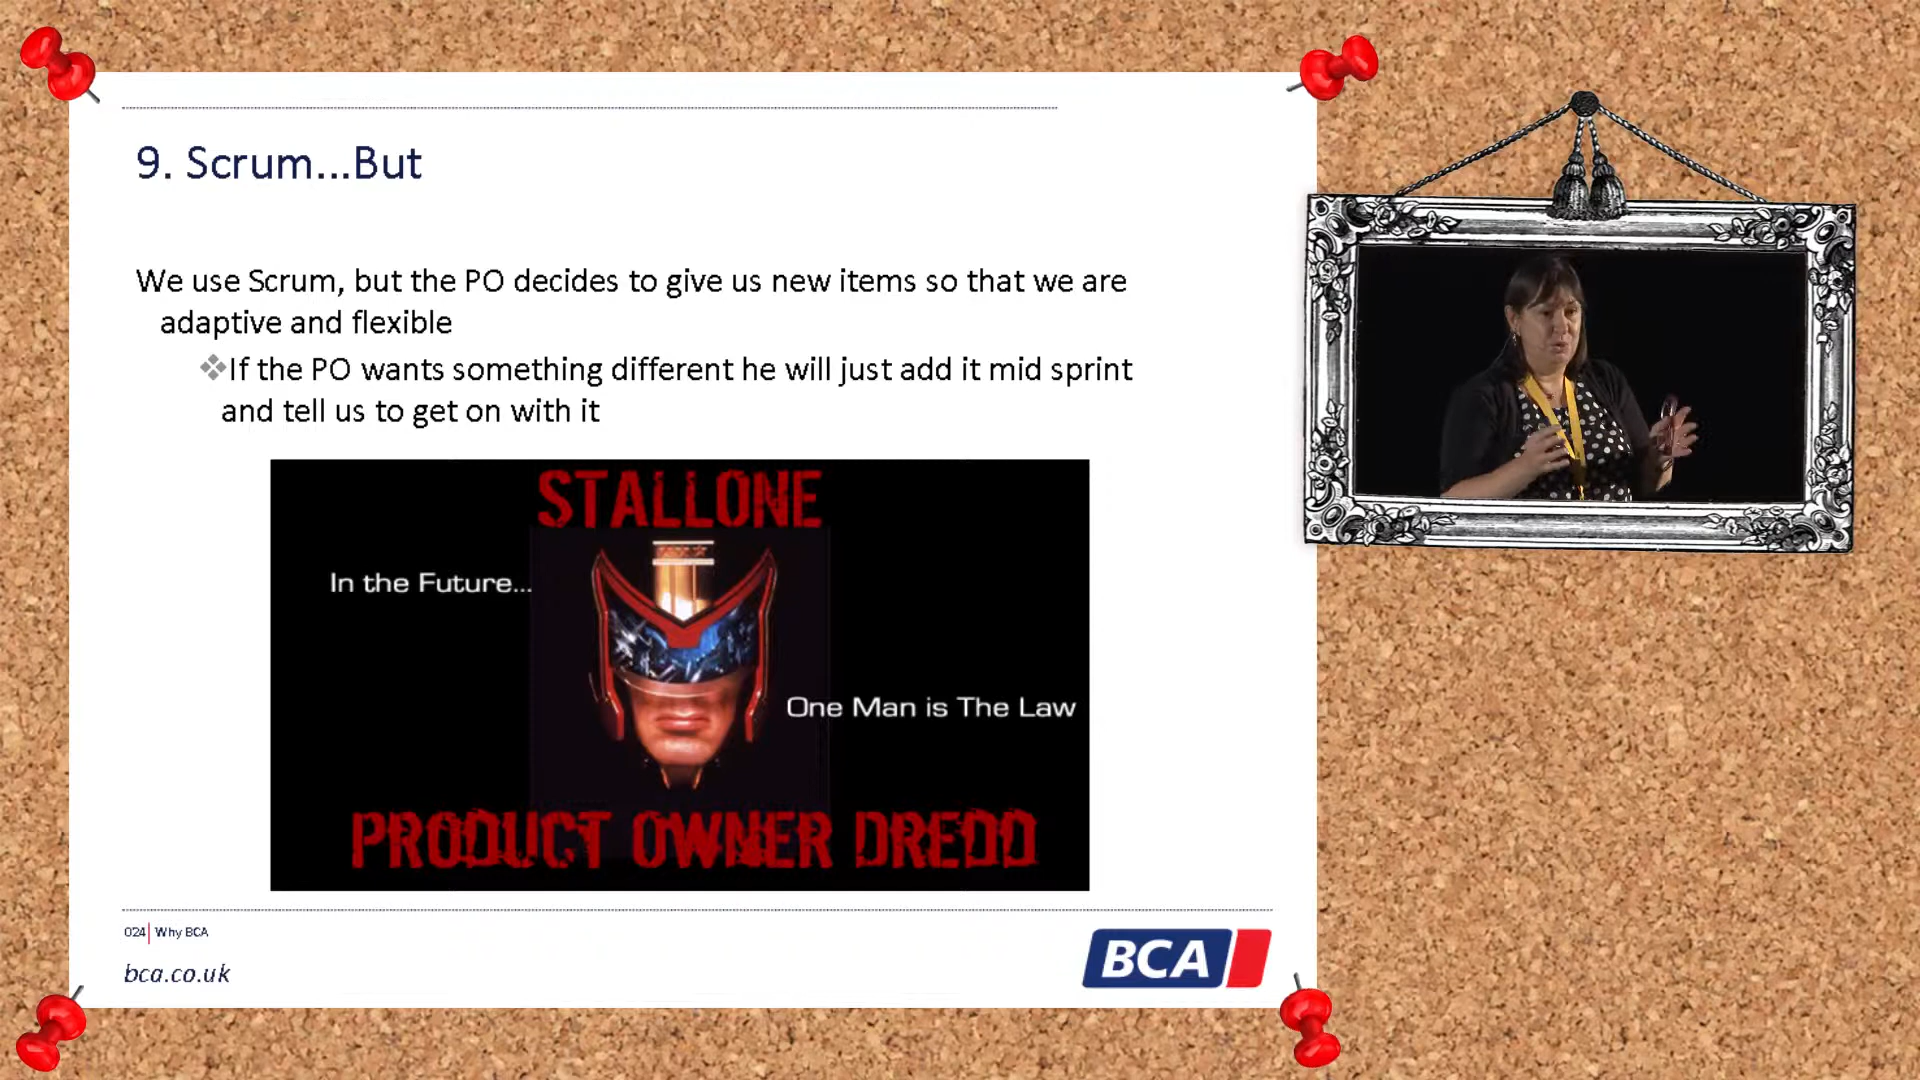 9. Scrum...But
We use Scrum, but the PO decides to give us new items so that we are
adaptive and flexible
❖If the PO wants something different he will just add it mid sprint
and tell us to get on with it
STALLONE
In the Future...
One Man is The Law
PRODUCT OWNER DREDD
024 Why BCA
bca.co.uk
BCA